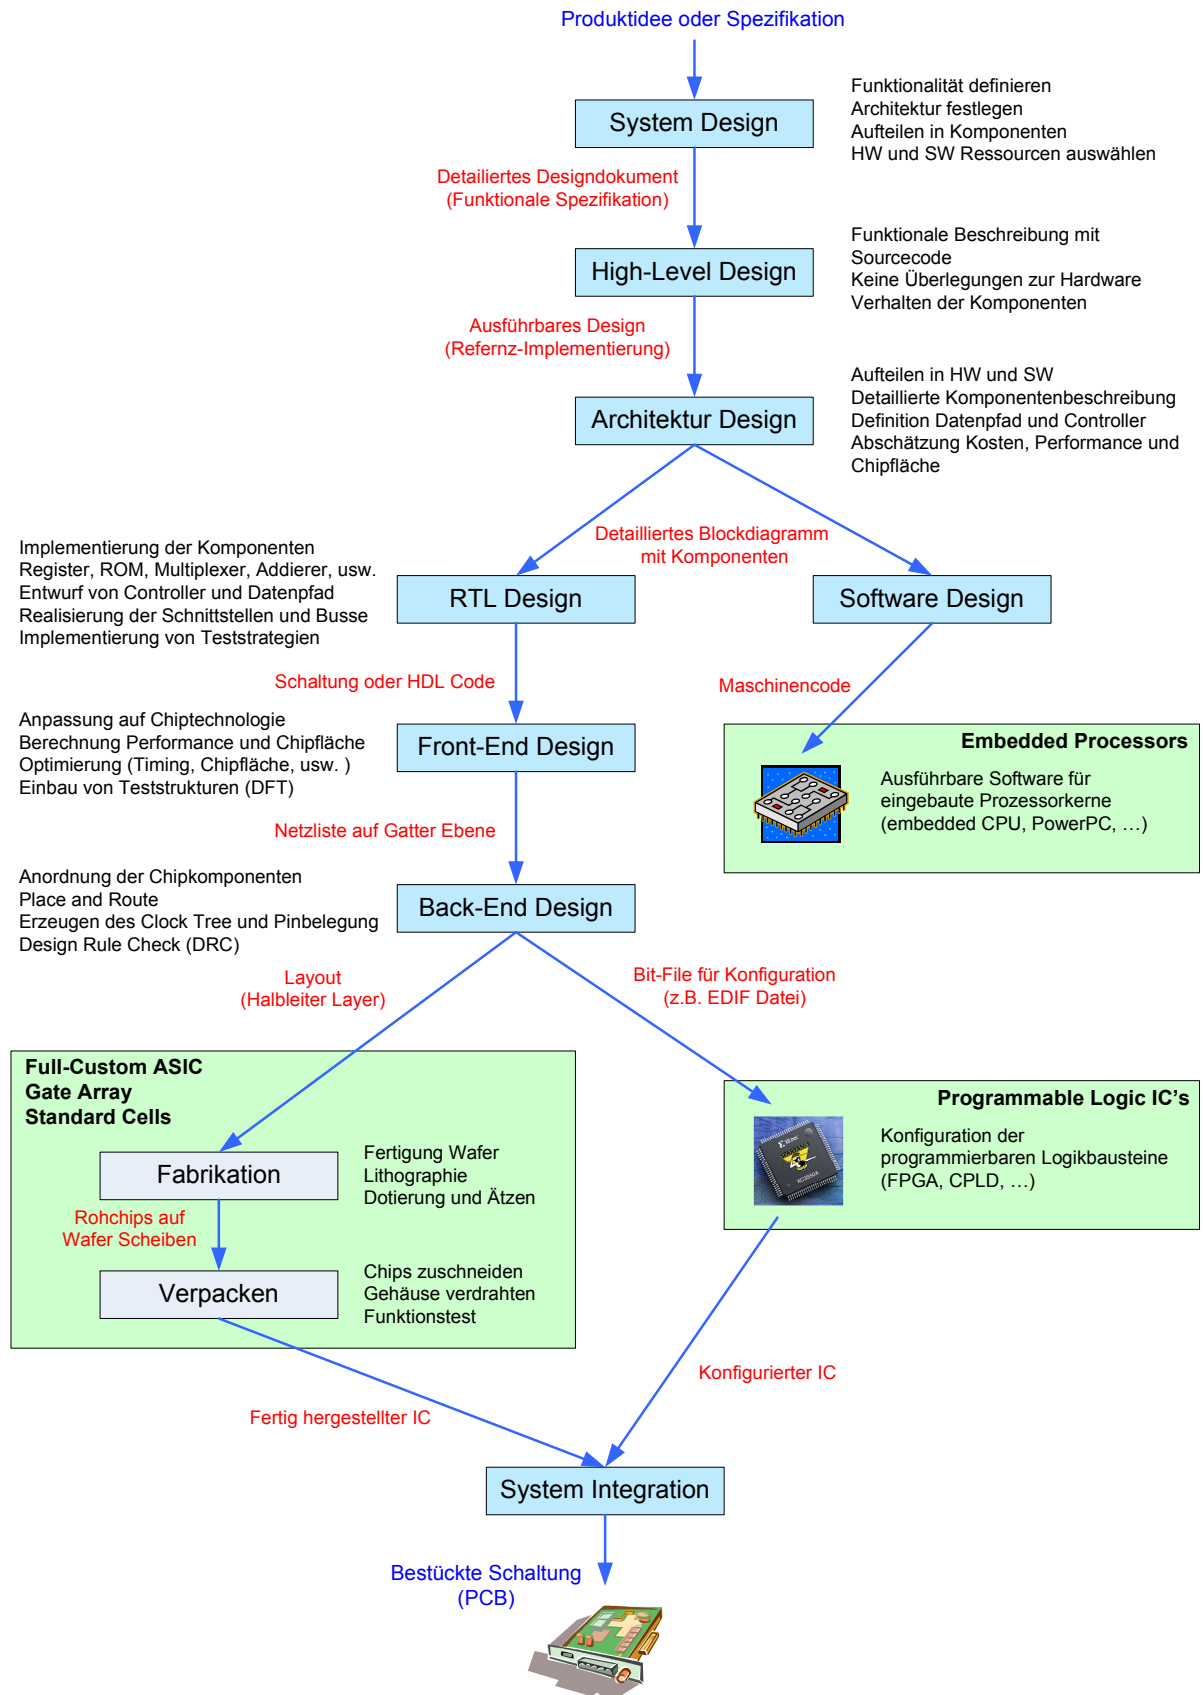 Produktidee oder Spezifikation
System Design
Funktionalität definieren
Architektur festlegen
Aufteilen in Komponenten
HW und SW Ressourcen auswählen
Detailiertes Designdokument
(Funktionale Spezifikation)
High-Level Design
Funktionale Beschreibung mit
Sourcecode
Keine Überlegungen zur Hardware
Verhalten der Komponenten
Ausführbares Design
(Refernz-Implementierung)
Architektur Design
Aufteilen in HW und SW
Detaillierte Komponentenbeschreibung
Definition Datenpfad und Controller
Abschätzung Kosten, Performance und
Chipfläche
Detailliertes Blockdiagramm
mit Komponenten
Implementierung der Komponenten
Register, ROM, Multiplexer, Addierer, usw.
Entwurf von Controller und Datenpfad
Realisierung der Schnittstellen und Busse
Implementierung von Teststrategien
RTL Design
Software Design
Schaltung oder HDL Code
Maschinencode
Anpassung auf Chiptechnologie
Berechnung Performance und Chipfläche
Optimierung (Timing, Chipfläche, usw. )
Einbau von Teststrukturen (DFT)
Front-End Design
Embedded Processors
Ausführbare Software für
eingebaute Prozessorkerne
(embedded CPU, PowerPC, …)
Netzliste auf Gatter Ebene
Anordnung der Chipkomponenten
Place and Route
Erzeugen des Clock Tree und Pinbelegung
Design Rule Check (DRC)
Back-End Design
Layout
(Halbleiter Layer)
Bit-File für Konfiguration
(z.B. EDIF Datei)
Full-Custom ASIC
Gate Array
Standard Cells
Fabrikation
Fertigung Wafer
Lithographie
Dotierung und Ätzen
Rohchips auf
Wafer Scheiben
Verpacken
Chips zuschneiden
Gehäuse verdrahten
Funktionstest
Programmable Logic IC's
XILINX
SPARTAN
Konfiguration der
programmierbaren Logikbausteine
(FPGA, CPLD, …)
Konfigurierter IC
Fertig hergestellter IC
System Integration
Bestückte Schaltung
(PCB)